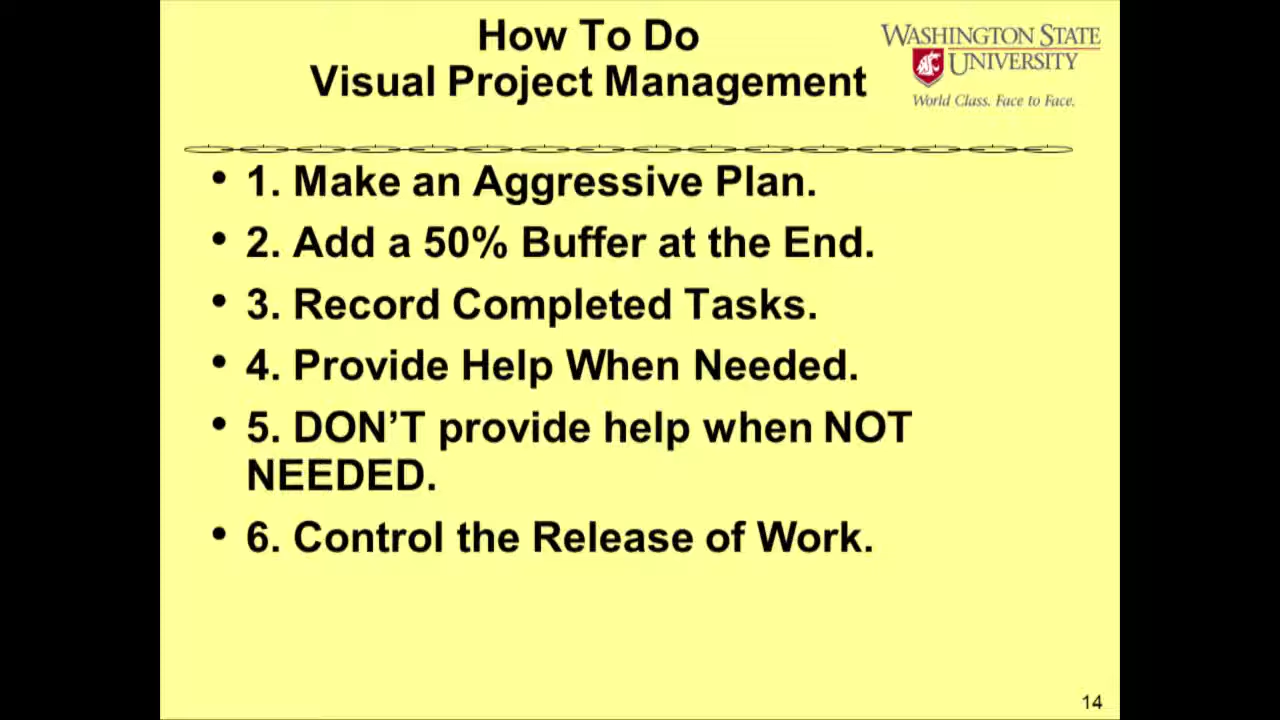 How To Do
Visual Project Management
WASHINGTON STATE
UNIVERSITY
World Class. Face to Face.
• 1. Make an Aggressive Plan.
• 2. Add a 50% Buffer at the End.
• 3. Record Completed Tasks.
• 4. Provide Help When Needed.
• 5. DON’T provide help when NOT
NEEDED.
• 6. Control the Release of Work.
14